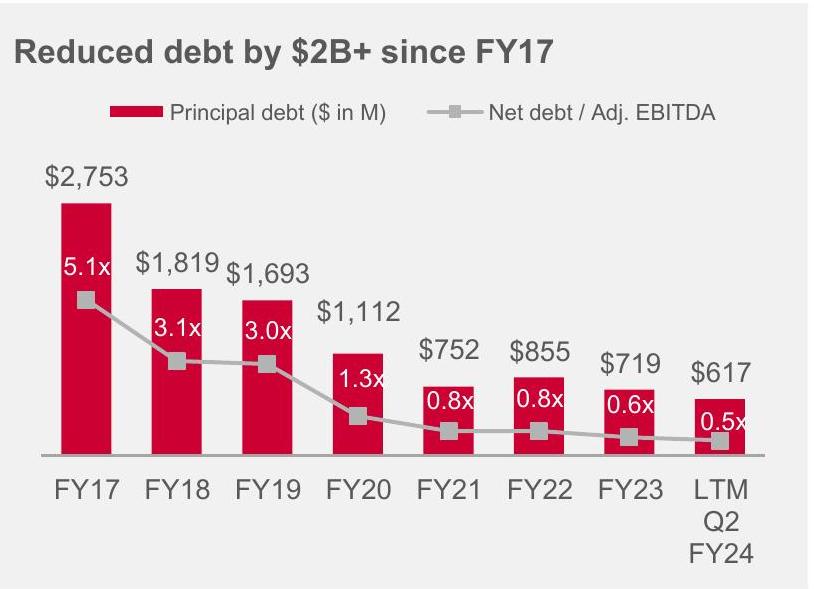 Reduced debt by $2B+ since FY17
Principal debt ($ in M)
Net debt / Adj. EBITDA
$2,753
$1,819
$1,693
$1,112
$752
$855
$719
$617
5.1x
3.1x
3.0x
1.3x
0.8x
0.8x
0.6x
0.5x
FY17
FY18
FY19
FY20
FY21
FY22
FY23
LTM
Q2
FY24